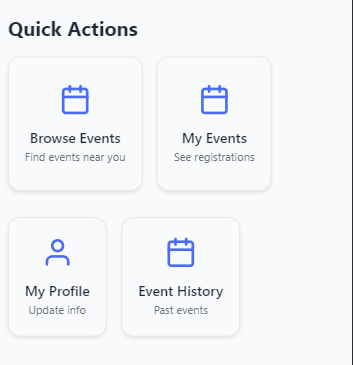 Quick Actions
Browse Events
Find events near you
My Events
See registrations
My Profile
Update info
Event History
Past events